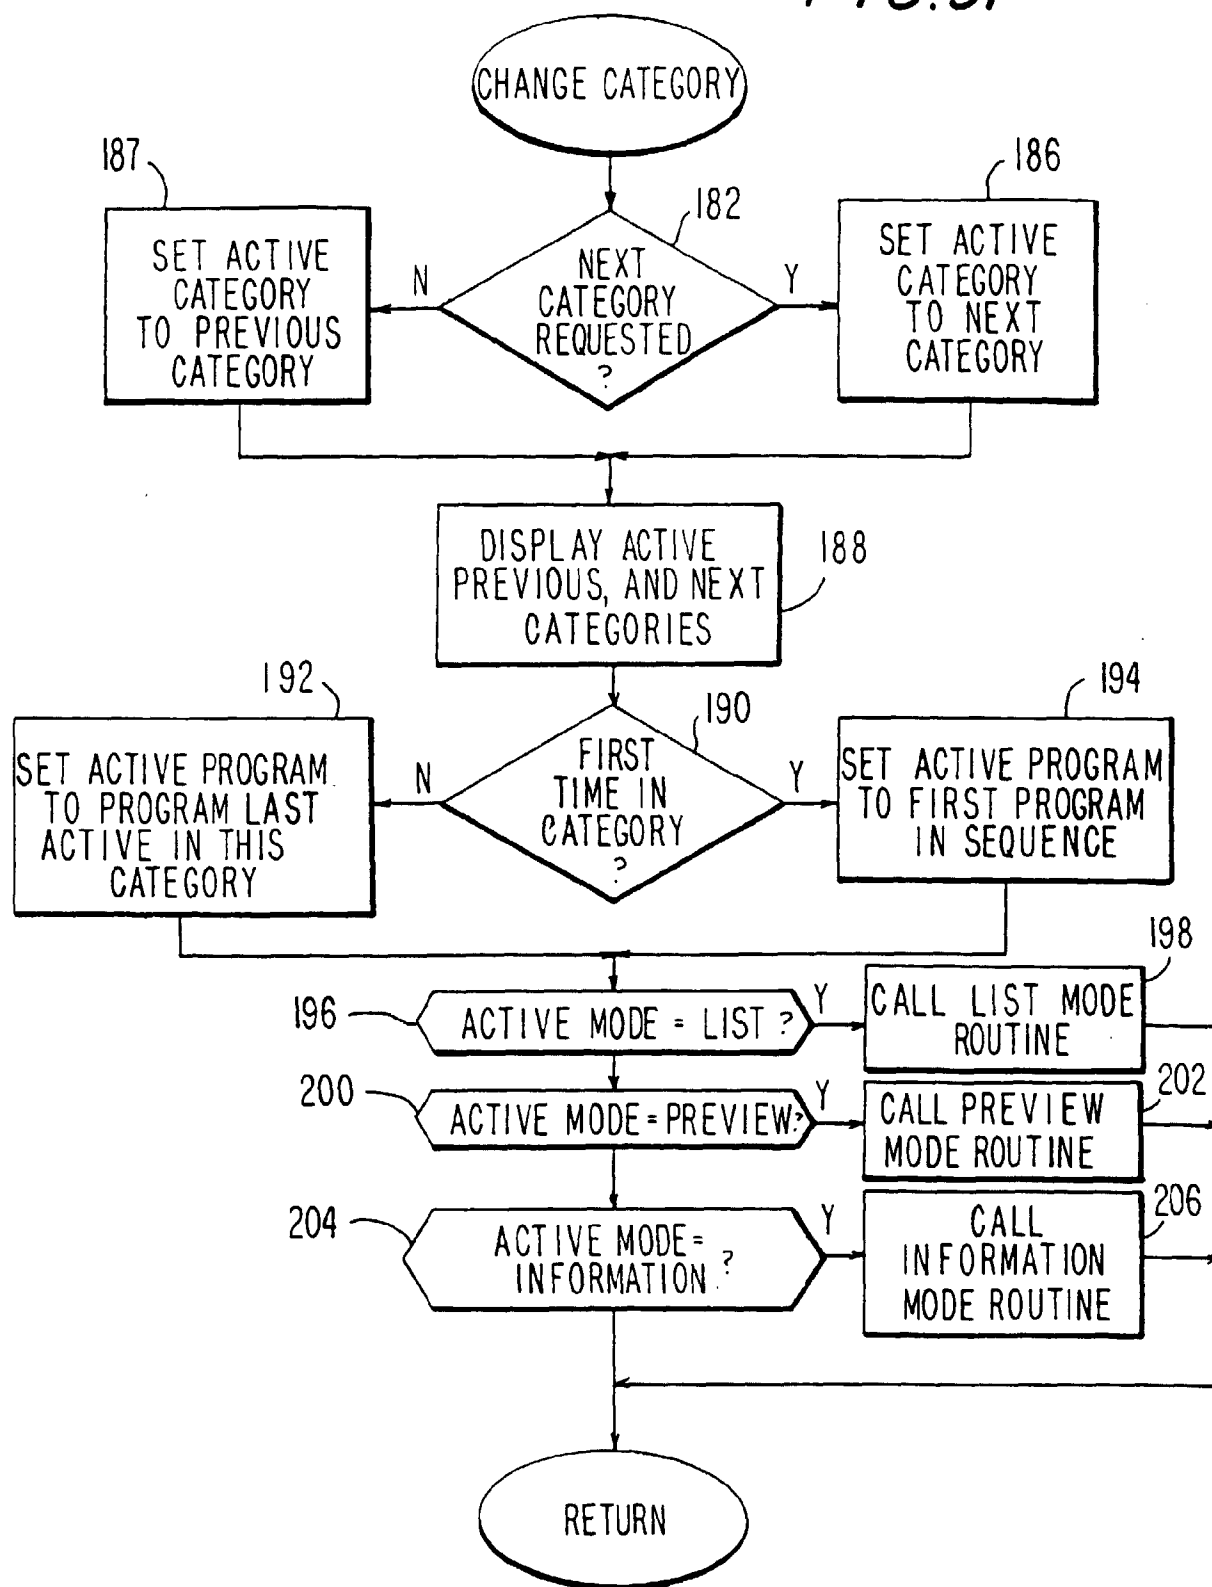 CHANGE CATEGORY
187
186
182
SET ACTIVE
CATEGORY
TO PREVIOUS
CATEGORY
N
NEXT
CATEGORY
REQUESTED
?
Y
SET ACTIVE
CATEGORY
TO NEXT
CATEGORY
DISPLAY ACTIVE
PREVIOUS, AND NEXT
CATEGORIES
188
192
190
194
SET ACTIVE PROGRAM
TO PROGRAM LAST
ACTIVE IN THIS
CATEGORY
N
FIRST
TIME IN
CATEGORY
?
Y
SET ACTIVE PROGRAM
TO FIRST PROGRAM
IN SEQUENCE
198
196
ACTIVE MODE = LIST ?
Y
CALL LIST MODE
ROUTINE
200
ACTIVE MODE = PREVIEW?
Y
CALL PREVIEW
MODE ROUTINE
202
204
ACTIVE MODE =
INFORMATION ?
Y
CALL
INFORMATION
MODE ROUTINE
206
RETURN